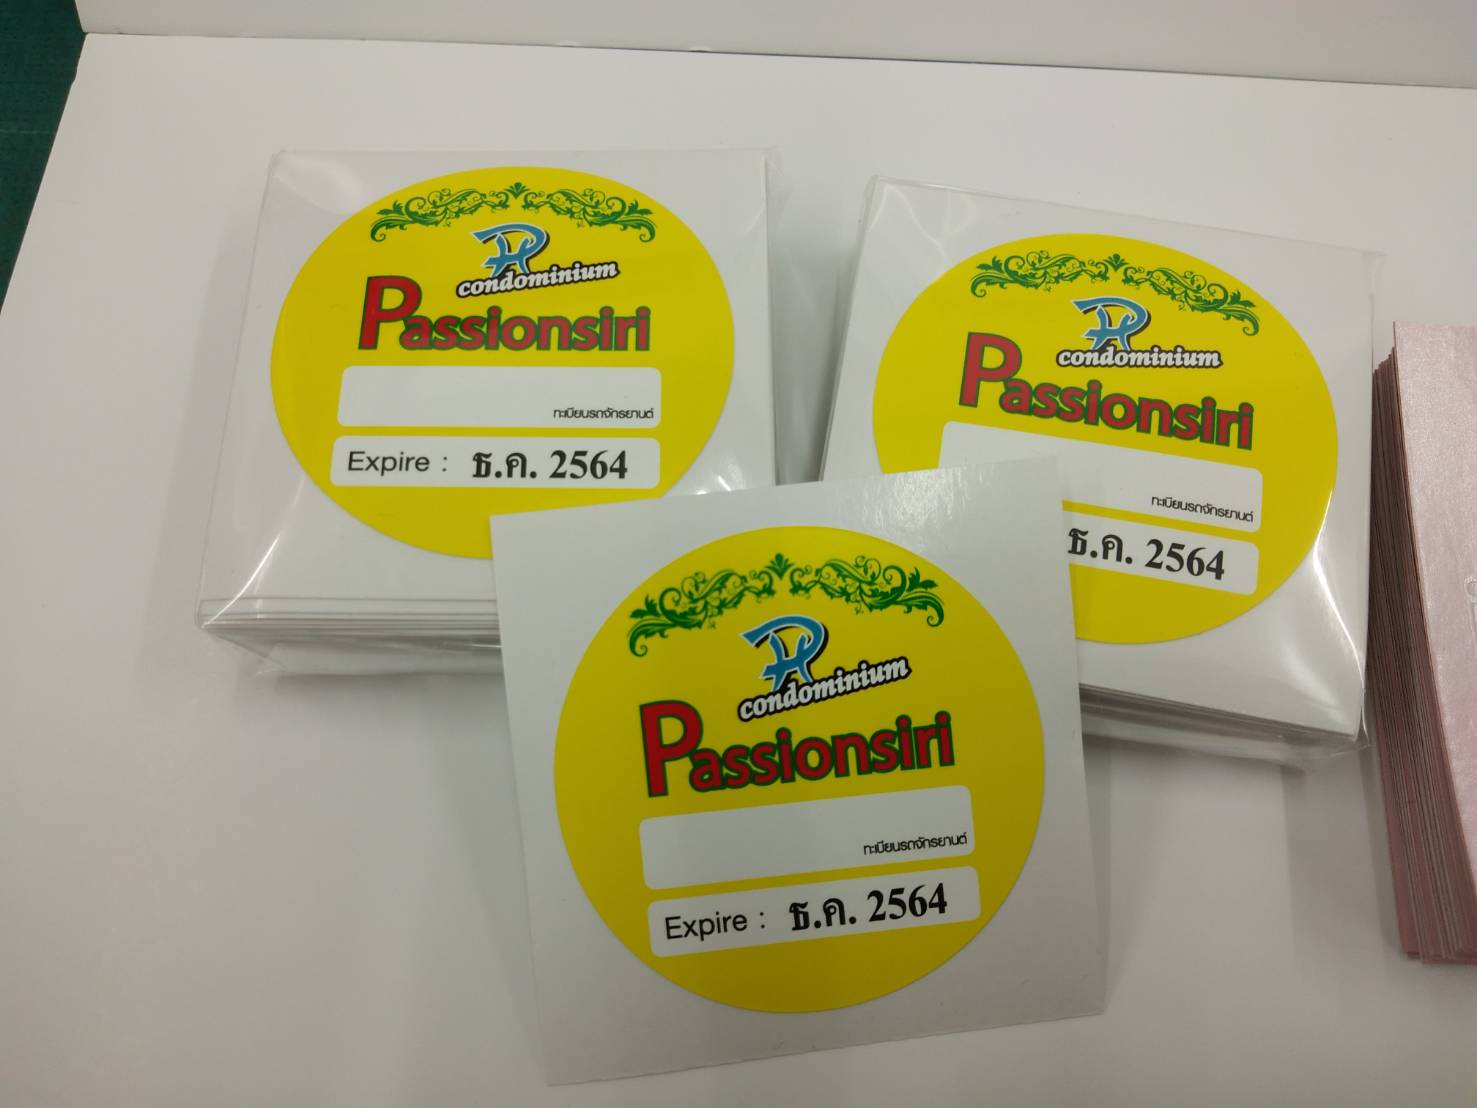 condominium
Passionsiri
ทะเบียนรถจักรยานต์
Expire : ธ.ค. 2564
condominium
Passionsiri
ทะเบียนรถจักรยานต์
ธ.ค. 2564
condominium
Passionsiri
ทะเบียนรถจักรยานต์
Expire : ธ.ค. 2564